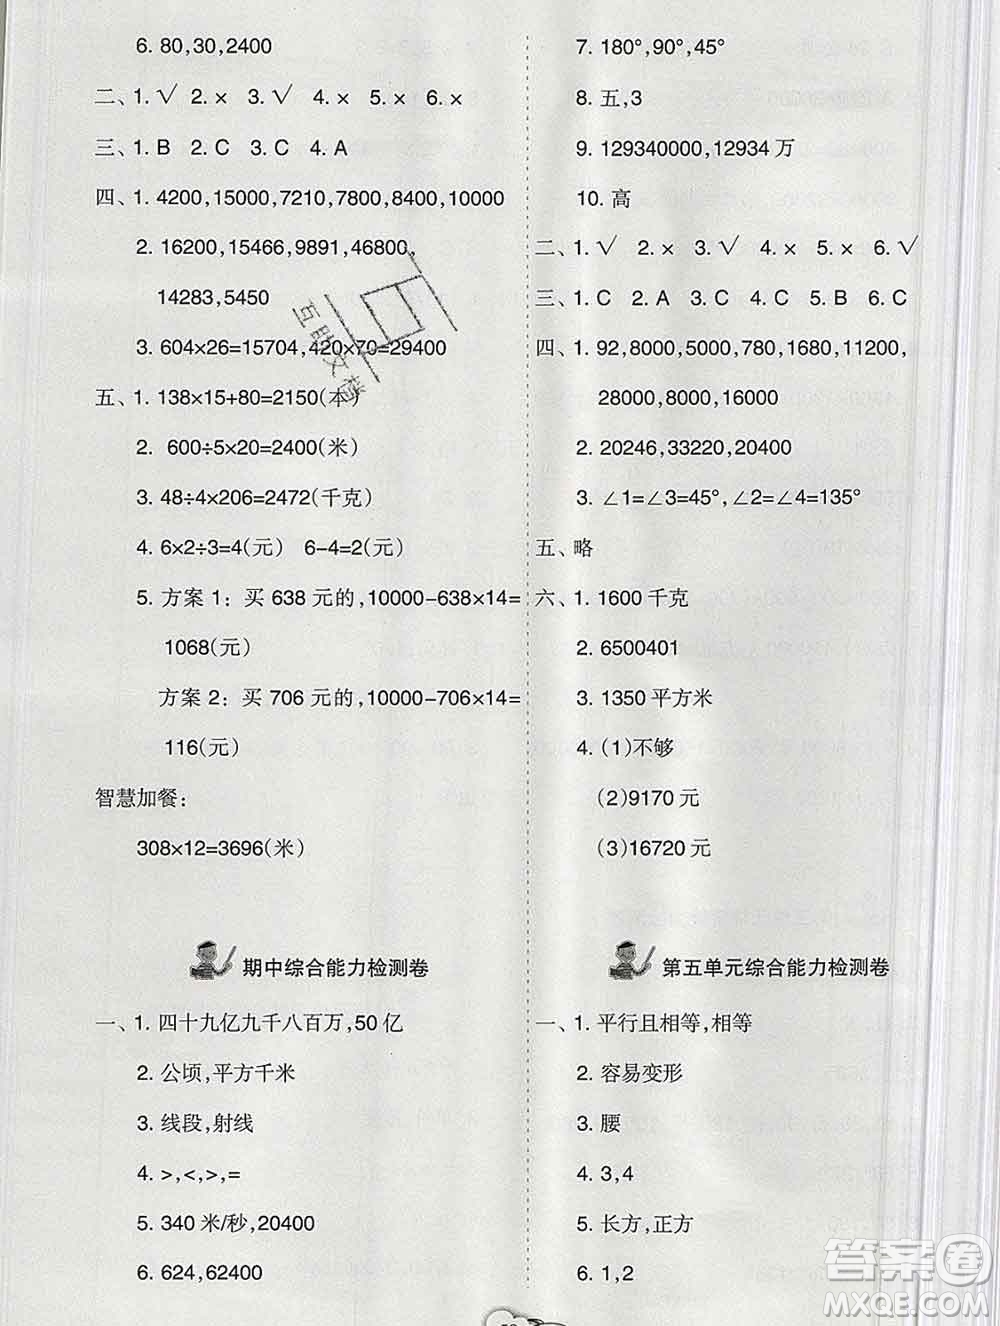 6. 80,30,2400
二、1. √ 2. × 3. √ 4. × 5. × 6. ×
三、1. B 2. C 3. C 4. A
四、1. 4200,15000,7210,7800,8400,10000
2. 16200,15466,9891,46800,
14283,5450
3. 604×26=15704,420×70=29400
五、1. 138×15+80=2150(本)
2. 600÷5×20=2400(米)
3. 48÷4×206=2472(千克)
4. 6×2÷3=4(元) 6-4=2(元)
5. 方案 1：买 638 元的,10000-638×14=
1068(元)
方案 2：买 706 元的,10000-706×14=
116(元)
智慧加餐：
308×12=3696(米)
期中综合能力检测卷
一、1. 四十九亿九千八百万,50 亿
2. 公顷,平方千米
3. 线段,射线
4. >,<,>,=
5. 340 米/秒,20400
6. 624,62400
7. 180°,90°,45°
8. 五,3
9. 129340000,12934 万
10. 高
二、1. √ 2. × 3. √ 4. × 5. × 6. √
三、1. C 2. A 3. C 4. C 5. B 6. C
四、1. 92,8000,5000,780,1680,11200,
28000,8000,16000
2. 20246,33220,20400
3. ∠1=∠3=45°,∠2=∠4=135°
五、略
六、1. 1600 千克
2. 6500401
3. 1350 平方米
4. (1)不够
(2)9170 元
(3)16720 元
第五单元综合能力检测卷
一、1. 平行且相等,相等
2. 容易变形
3. 腰
4. 3,4
5. 长方,正方
6. 1,2
互助文档
答案圈
MXQE.COM